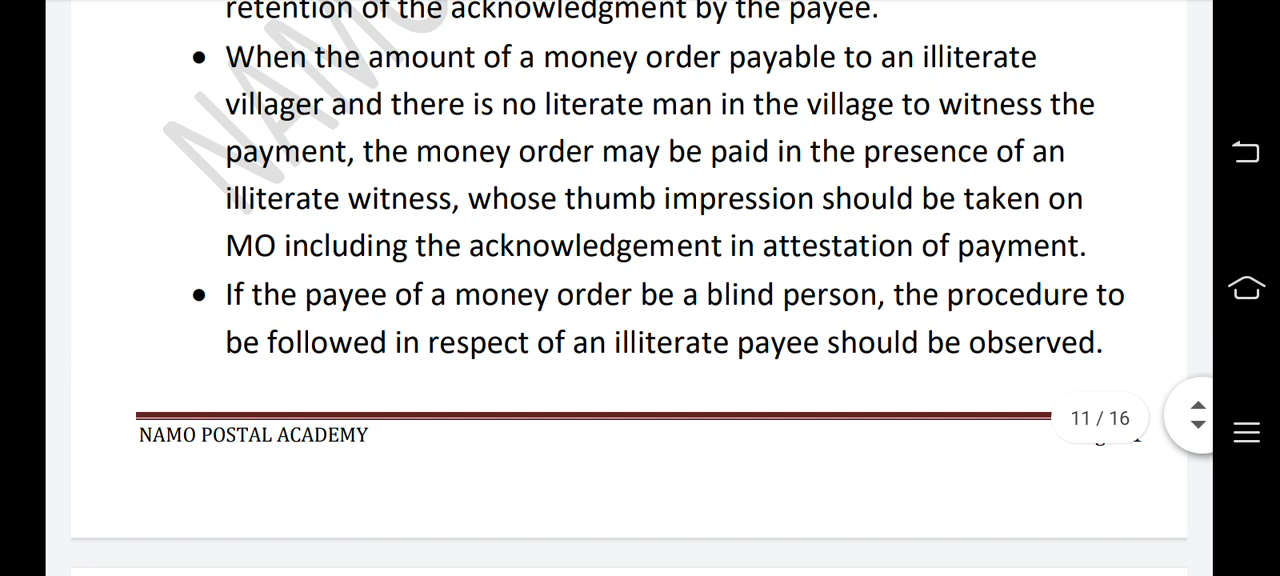 retention of the acknowledgment by the payee.
• When the amount of a money order payable to an illiterate
villager and there is no literate man in the village to witness the
payment, the money order may be paid in the presence of an
illiterate witness, whose thumb impression should be taken on
MO including the acknowledgement in attestation of payment.
• If the payee of a money order be a blind person, the procedure to
be followed in respect of an illiterate payee should be observed.
NAMO POSTAL ACADEMY
11 / 16
NAMO